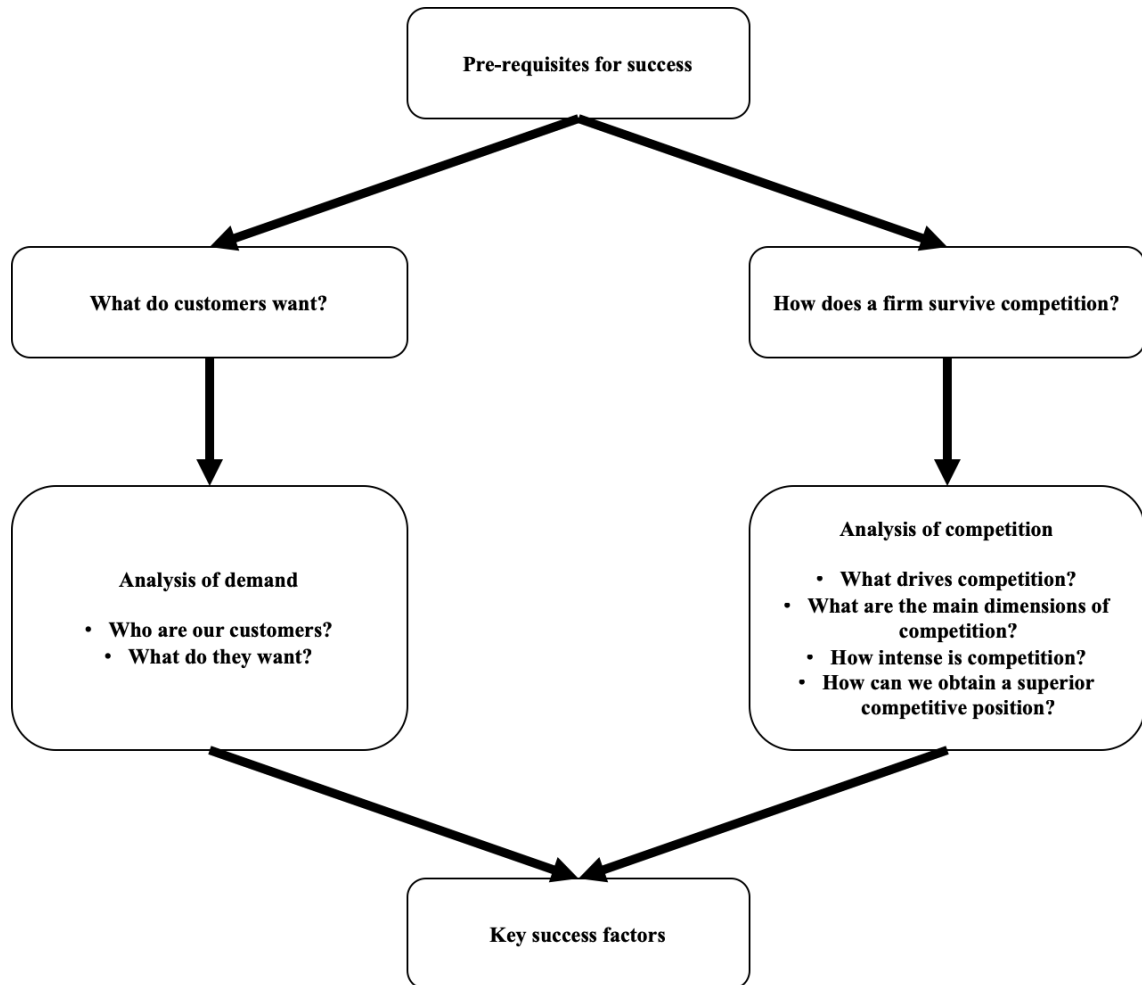 Pre-requisites for success
What do customers want?
How does a firm survive competition?
Analysis of demand
• Who are our customers?
• What do they want?
Analysis of competition
• What drives competition?
• What are the main dimensions of
competition?
• How intense is competition?
• How can we obtain a superior
competitive position?
Key success factors